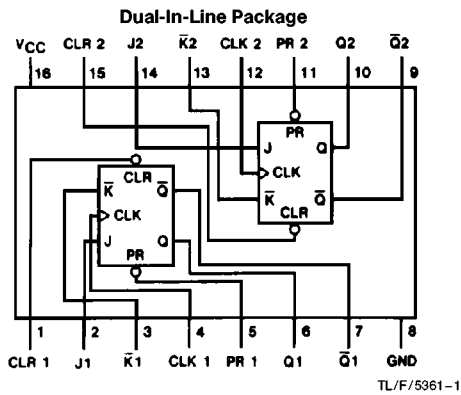 Dual-In-Line Package
VCC CLR 2 J2 K̅2 CLK 2 PR 2 Q2 Q̅2
16 15 14 13 12 11 10 9
PR
J Q
CLK
K̅ Q̅
CLR
CLR
K̅ Q̅
CLK
J Q
PR
1 2 3 4 5 6 7 8
CLR 1 J1 K̅1 CLK 1 PR 1 Q1 Q̅1 GND
TL/F/5361–1